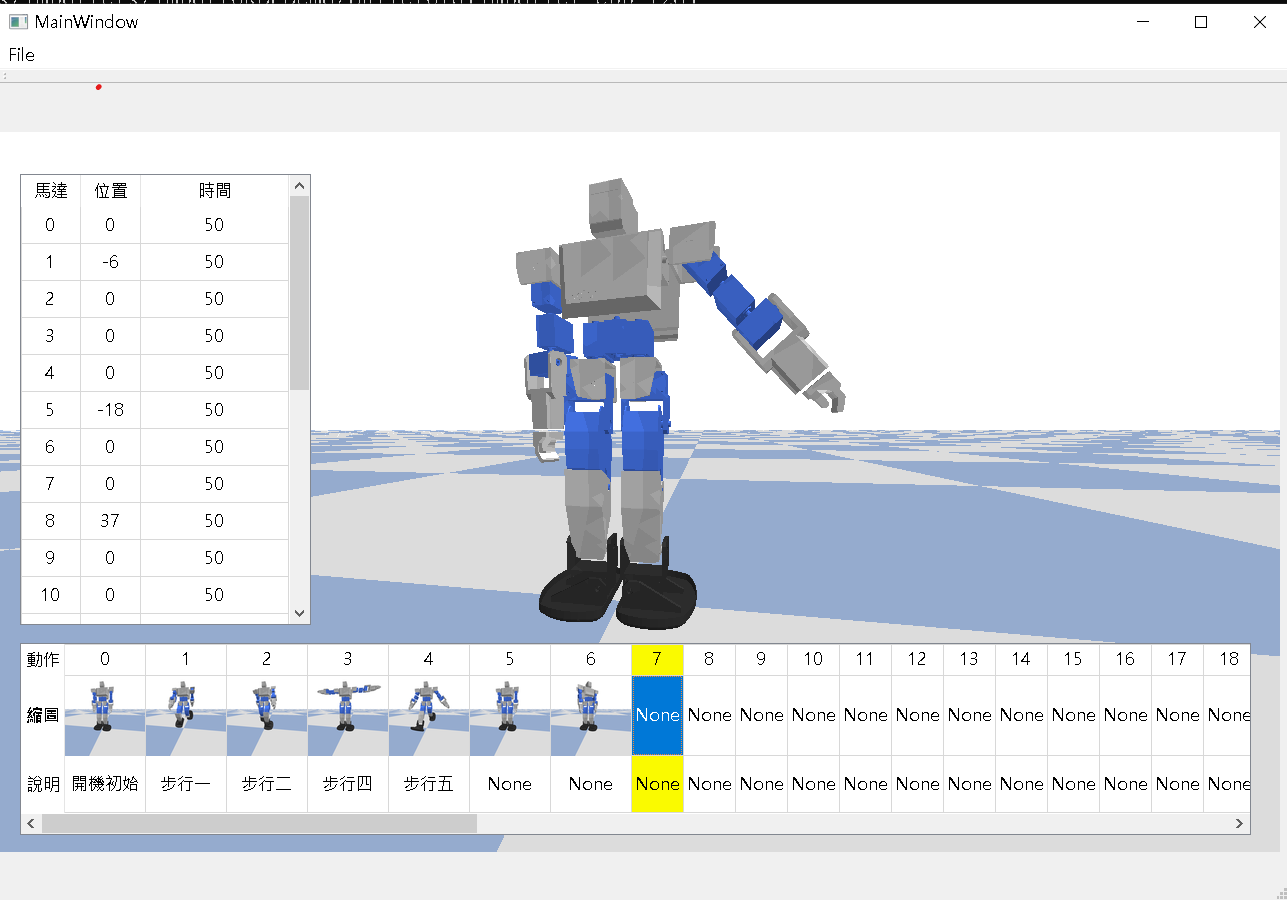 MainWindow
File
馬達 位置 時間
0 0 50
1 -6 50
2 0 50
3 0 50
4 0 50
5 -18 50
6 0 50
7 0 50
8 37 50
9 0 50
10 0 50
動作 0 1 2 3 4 5 6 7 8 9 10 11 12 13 14 15 16 17 18
縮圖 None None None None None None None None None None None None
說明 開機初始 步行一 步行二 步行四 步行五 None None None None None None None None None None None None None None